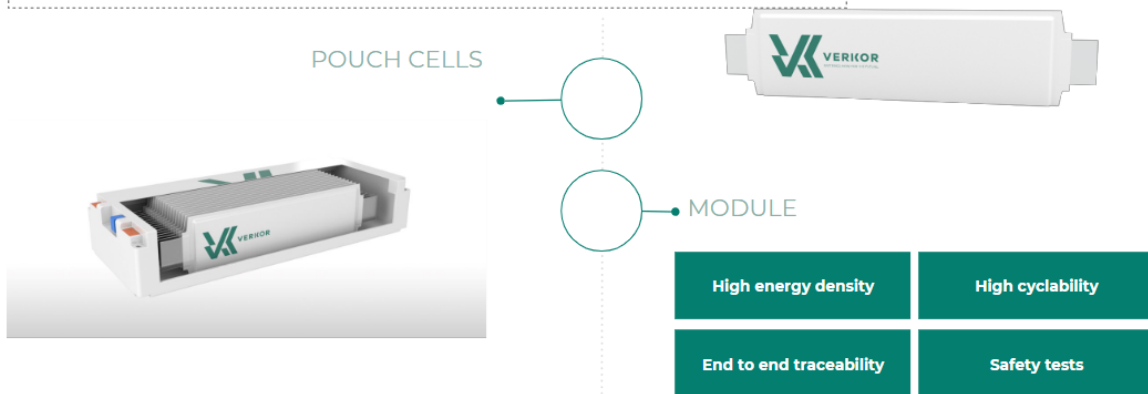 POUCH CELLS
VERKOR
VERKOR
MODULE
High energy density
High cyclability
End to end traceability
Safety tests